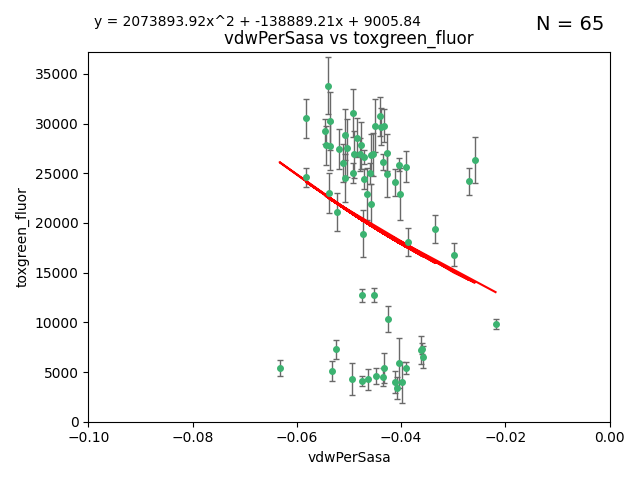 y = 2073893.92x^2 + -138889.21x + 9005.84
N = 65
vdwPerSasa vs toxgreen_fluor
35000
30000
25000
20000
15000
10000
5000
0
toxgreen_fluor
−0.10
−0.08
−0.06
−0.04
−0.02
0.00
vdwPerSasa